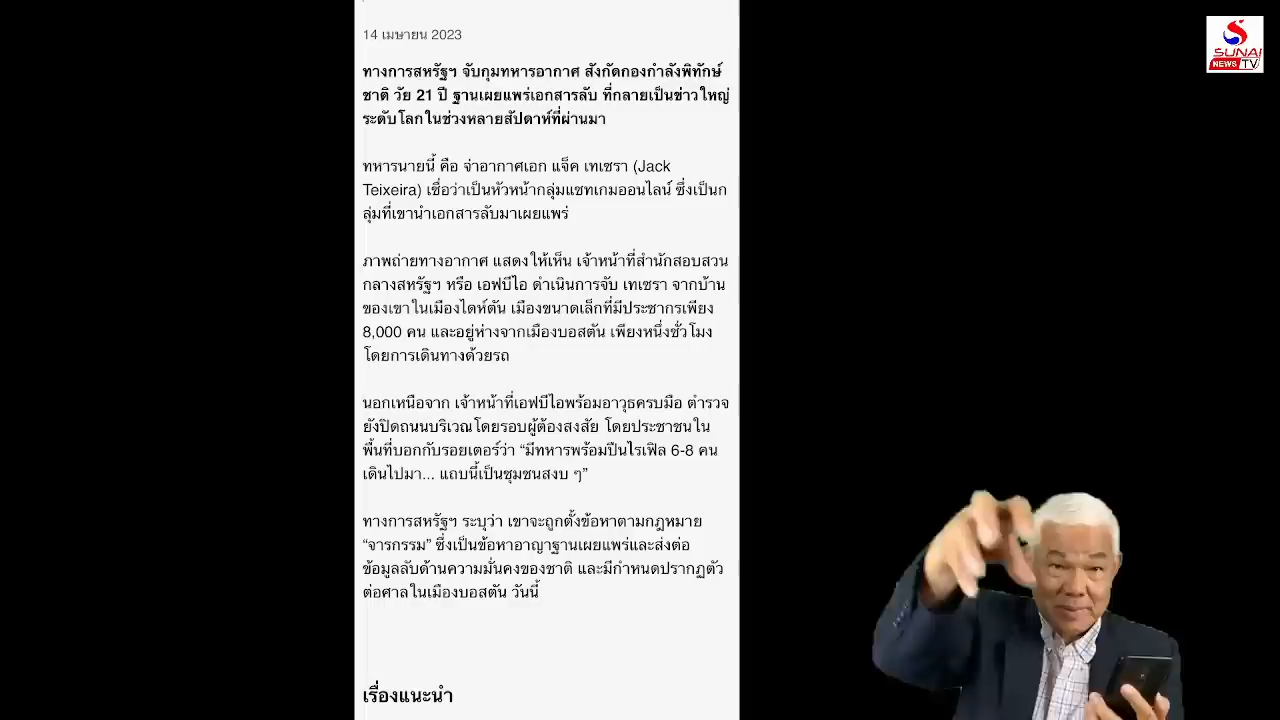 14 เมษายน 2023
SUNAI
NEWS TV
ทางการสหรัฐฯ จับกุมทหารอากาศ สังกัดกองกำลังพิทักษ์
ชาติ วัย 21 ปี ฐานเผยแพร่เอกสารลับ ที่กลายเป็นข่าวใหญ่
ระดับโลกในช่วงหลายสัปดาห์ที่ผ่านมา
ทหารนายนี้ คือ จ่าอากาศเอก แจ็ค เทเซรา (Jack
Teixeira) เชื่อว่าเป็นหัวหน้ากลุ่มแชทเกมออนไลน์ ซึ่งเป็นก
ลุ่มที่เขานำเอกสารลับมาเผยแพร่
ภาพถ่ายทางอากาศ แสดงให้เห็น เจ้าหน้าที่สำนักสอบสวน
กลางสหรัฐฯ หรือ เอฟบีไอ ดำเนินการจับ เทเซรา จากบ้าน
ของเขาในเมืองไดห์ตัน เมืองขนาดเล็กที่มีประชากรเพียง
8,000 คน และอยู่ห่างจากเมืองบอสตัน เพียงหนึ่งชั่วโมง
โดยการเดินทางด้วยรถ
นอกเหนือจาก เจ้าหน้าที่เอฟบีไอพร้อมอาวุธครบมือ ตำรวจ
ยังปิดถนนบริเวณโดยรอบผู้ต้องสงสัย โดยประชาชนใน
พื้นที่บอกกับรอยเตอร์ว่า “มีทหารพร้อมปืนไรเฟิล 6-8 คน
เดินไปมา... แถบนี้เป็นชุมชนสงบ ๆ”
ทางการสหรัฐฯ ระบุว่า เขาจะถูกตั้งข้อหาตามกฎหมาย
“จารกรรม” ซึ่งเป็นข้อหาอาญาฐานเผยแพร่และส่งต่อ
ข้อมูลลับด้านความมั่นคงของชาติ และมีกำหนดปรากฏตัว
ต่อศาลในเมืองบอสตัน วันนี้
เรื่องแนะนำ